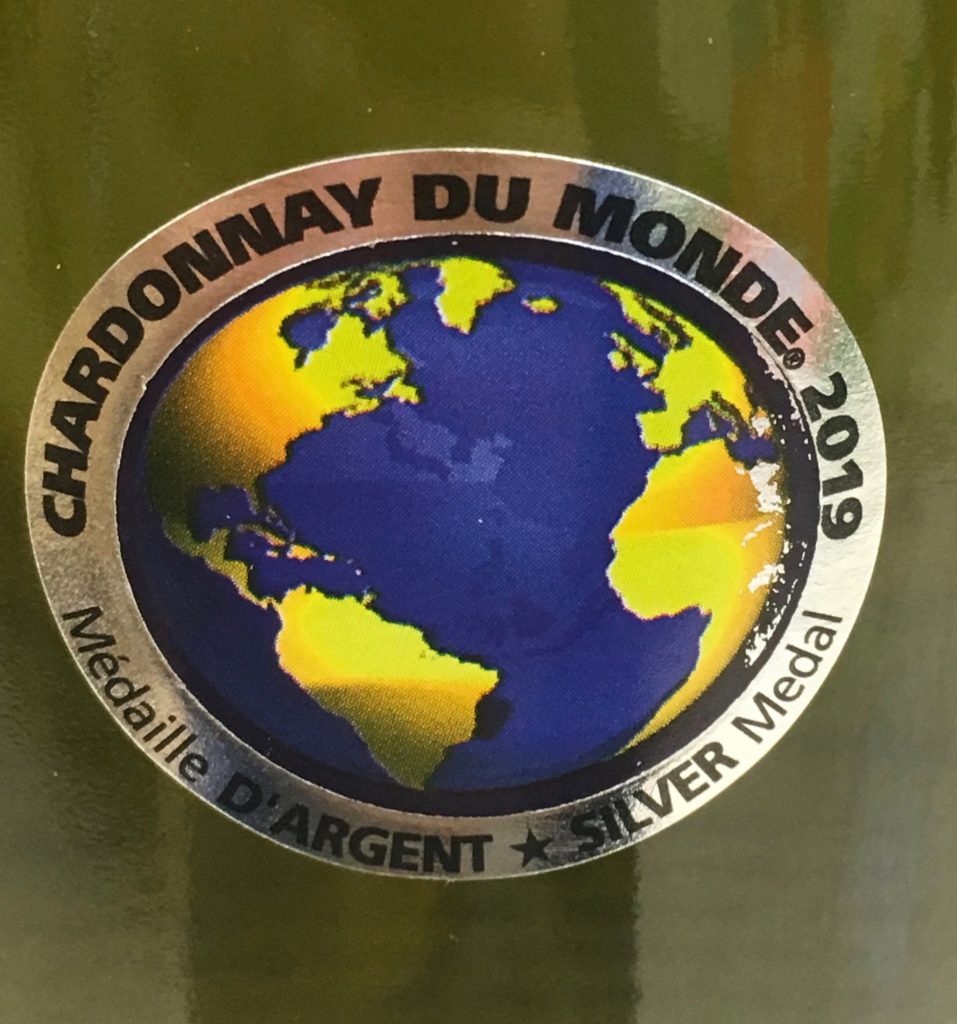 CHARDONNAY DU MONDE® 2019
Médaille D'ARGENT ★ SILVER Medal